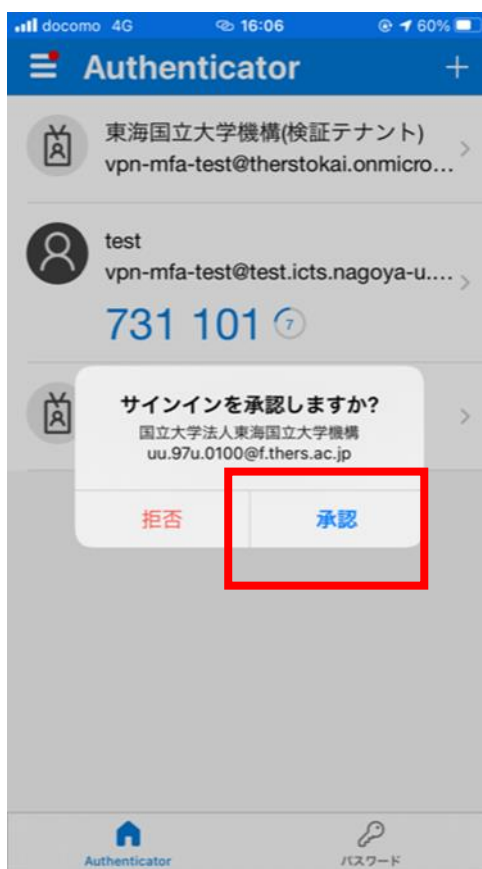 docomo 4G 16:06 60%
Authenticator
東海国立大学機構(検証テナント)
vpn-mfa-test@therstokai.onmicro...
test
vpn-mfa-test@test.icts.nagoya-u....
731 101 7
サインインを承認しますか?
国立大学法人東海国立大学機構
uu.97u.0100@f.thers.ac.jp
拒否 承認
Authenticator パスワード